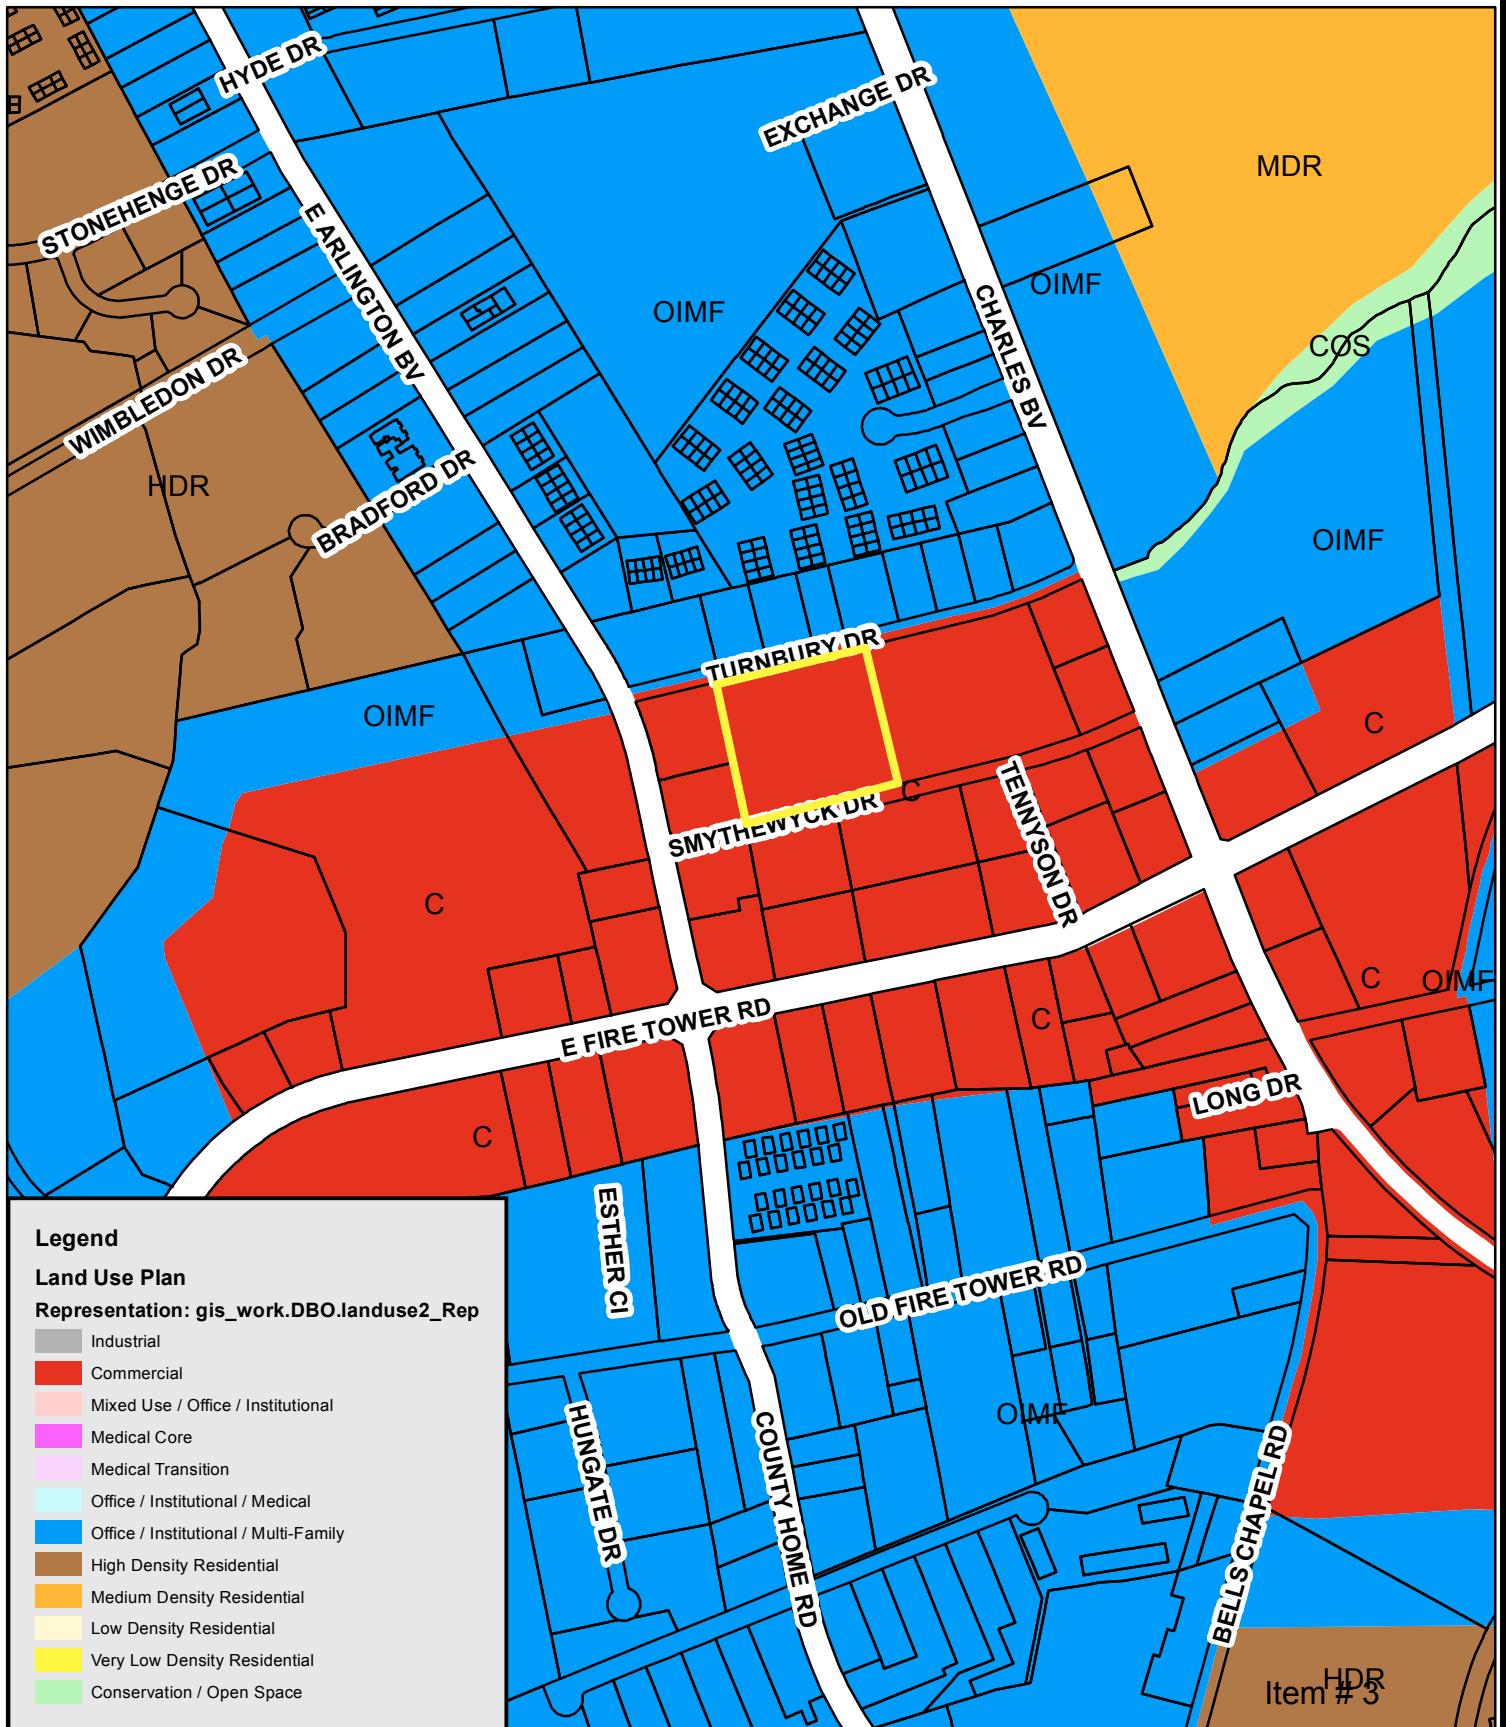 HYDE DR
EXCHANGE DR
MDR
STONEHENGE DR
E ARLINGTON BV
OIMF
OIMF
CHARLES BV
COS
WIMBLEDON DR
HDR
BRADFORD DR
OIMF
TURNBURY DR
OIMF
C
TENNYSON DR
C
SMYTHEWYCK DR
C
C
OIMF
C
E FIRE TOWER RD
LONG DR
C
ESTHER CI
OLD FIRE TOWER RD
OIMF
HUNGATE DR
COUNTY HOME RD
BELLS CHAPEL RD
HDR
Item # 3
Legend
Land Use Plan
Representation: gis_work.DBO.landuse2_Rep
Industrial
Commercial
Mixed Use / Office / Institutional
Medical Core
Medical Transition
Office / Institutional / Medical
Office / Institutional / Multi-Family
High Density Residential
Medium Density Residential
Low Density Residential
Very Low Density Residential
Conservation / Open Space